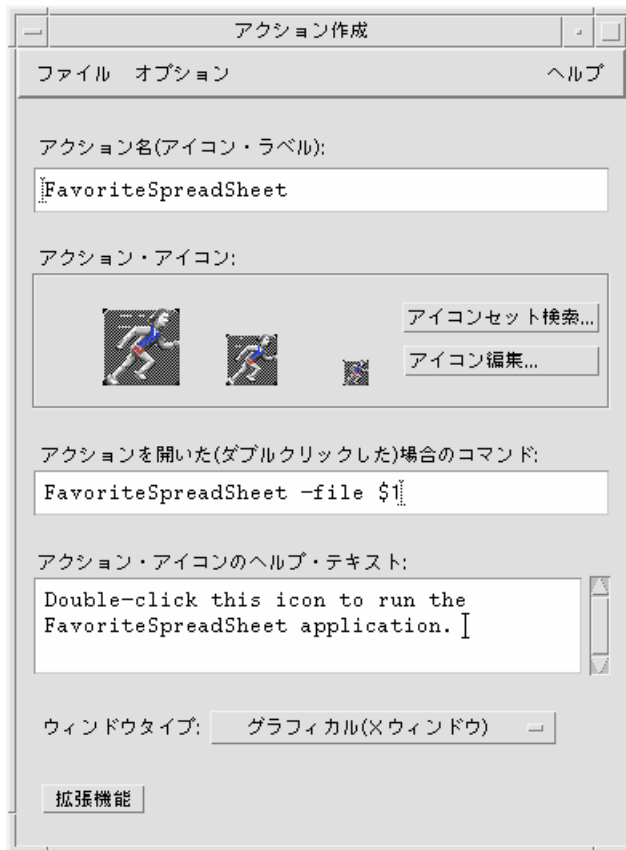 アクション作成
ファイル オプション ヘルプ
アクション名(アイコン・ラベル):
FavoriteSpreadSheet
アクション・アイコン:
アイコンセット検索...
アイコン編集...
アクションを開いた(ダブルクリックした)場合のコマンド:
FavoriteSpreadSheet -file $1
アクション・アイコンのヘルプ・テキスト:
Double-click this icon to run the
FavoriteSpreadSheet application.
ウィンドウタイプ: グラフィカル(Xウィンドウ)
拡張機能